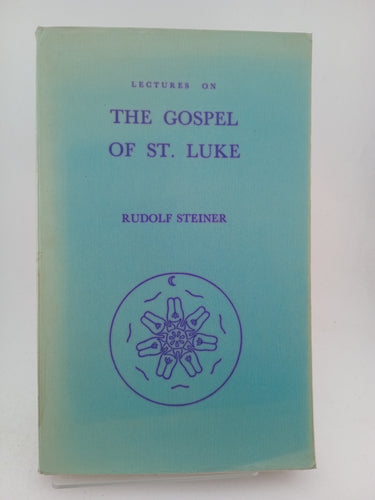 LECTURES ON
THE GOSPEL
OF ST. LUKE
RUDOLF STEINER